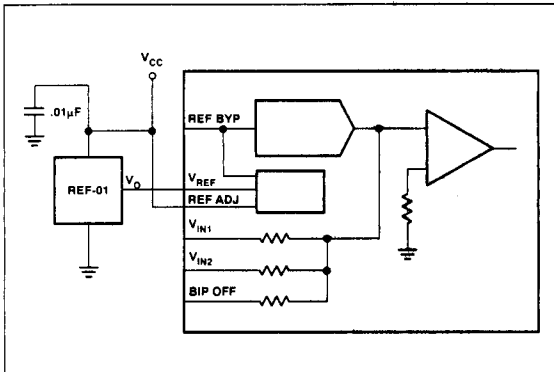 V_CC
.01μF
REF BYP
REF-01
V_O
V_REF
REF ADJ
V_IN1
V_IN2
BIP OFF